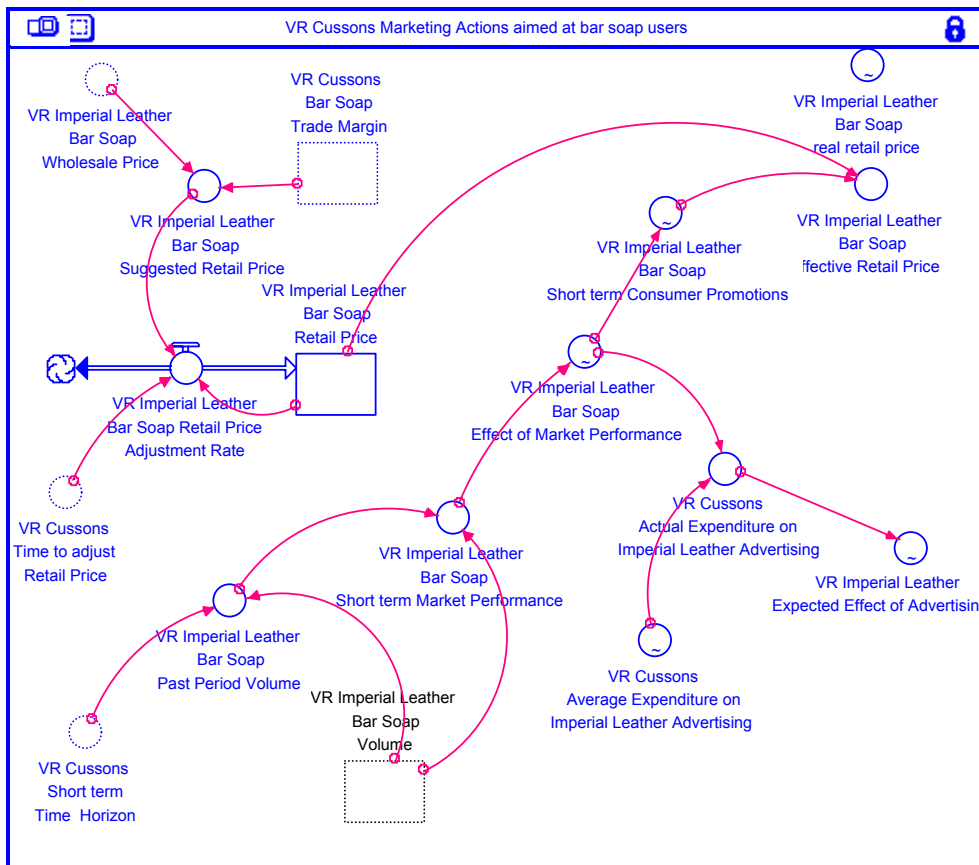 VR Cussons Marketing Actions aimed at bar soap users
VR Imperial Leather
Bar Soap
Wholesale Price
VR Cussons
Bar Soap
Trade Margin
VR Imperial Leather
Bar Soap
real retail price
VR Imperial Leather
Bar Soap
Suggested Retail Price
VR Imperial Leather
Bar Soap
Short term Consumer Promotions
VR Imperial Leather
Bar Soap
ffective Retail Price
VR Imperial Leather
Bar Soap
Retail Price
VR Imperial Leather
Bar Soap Retail Price
Adjustment Rate
VR Imperial Leather
Bar Soap
Effect of Market Performance
VR Cussons
Time to adjust
Retail Price
VR Imperial Leather
Bar Soap
Short term Market Performance
VR Cussons
Actual Expenditure on
Imperial Leather Advertising
VR Imperial Leather
Expected Effect of Advertisin
VR Imperial Leather
Bar Soap
Past Period Volume
VR Imperial Leather
Bar Soap
Volume
VR Cussons
Average Expenditure on
Imperial Leather Advertising
VR Cussons
Short term
Time Horizon